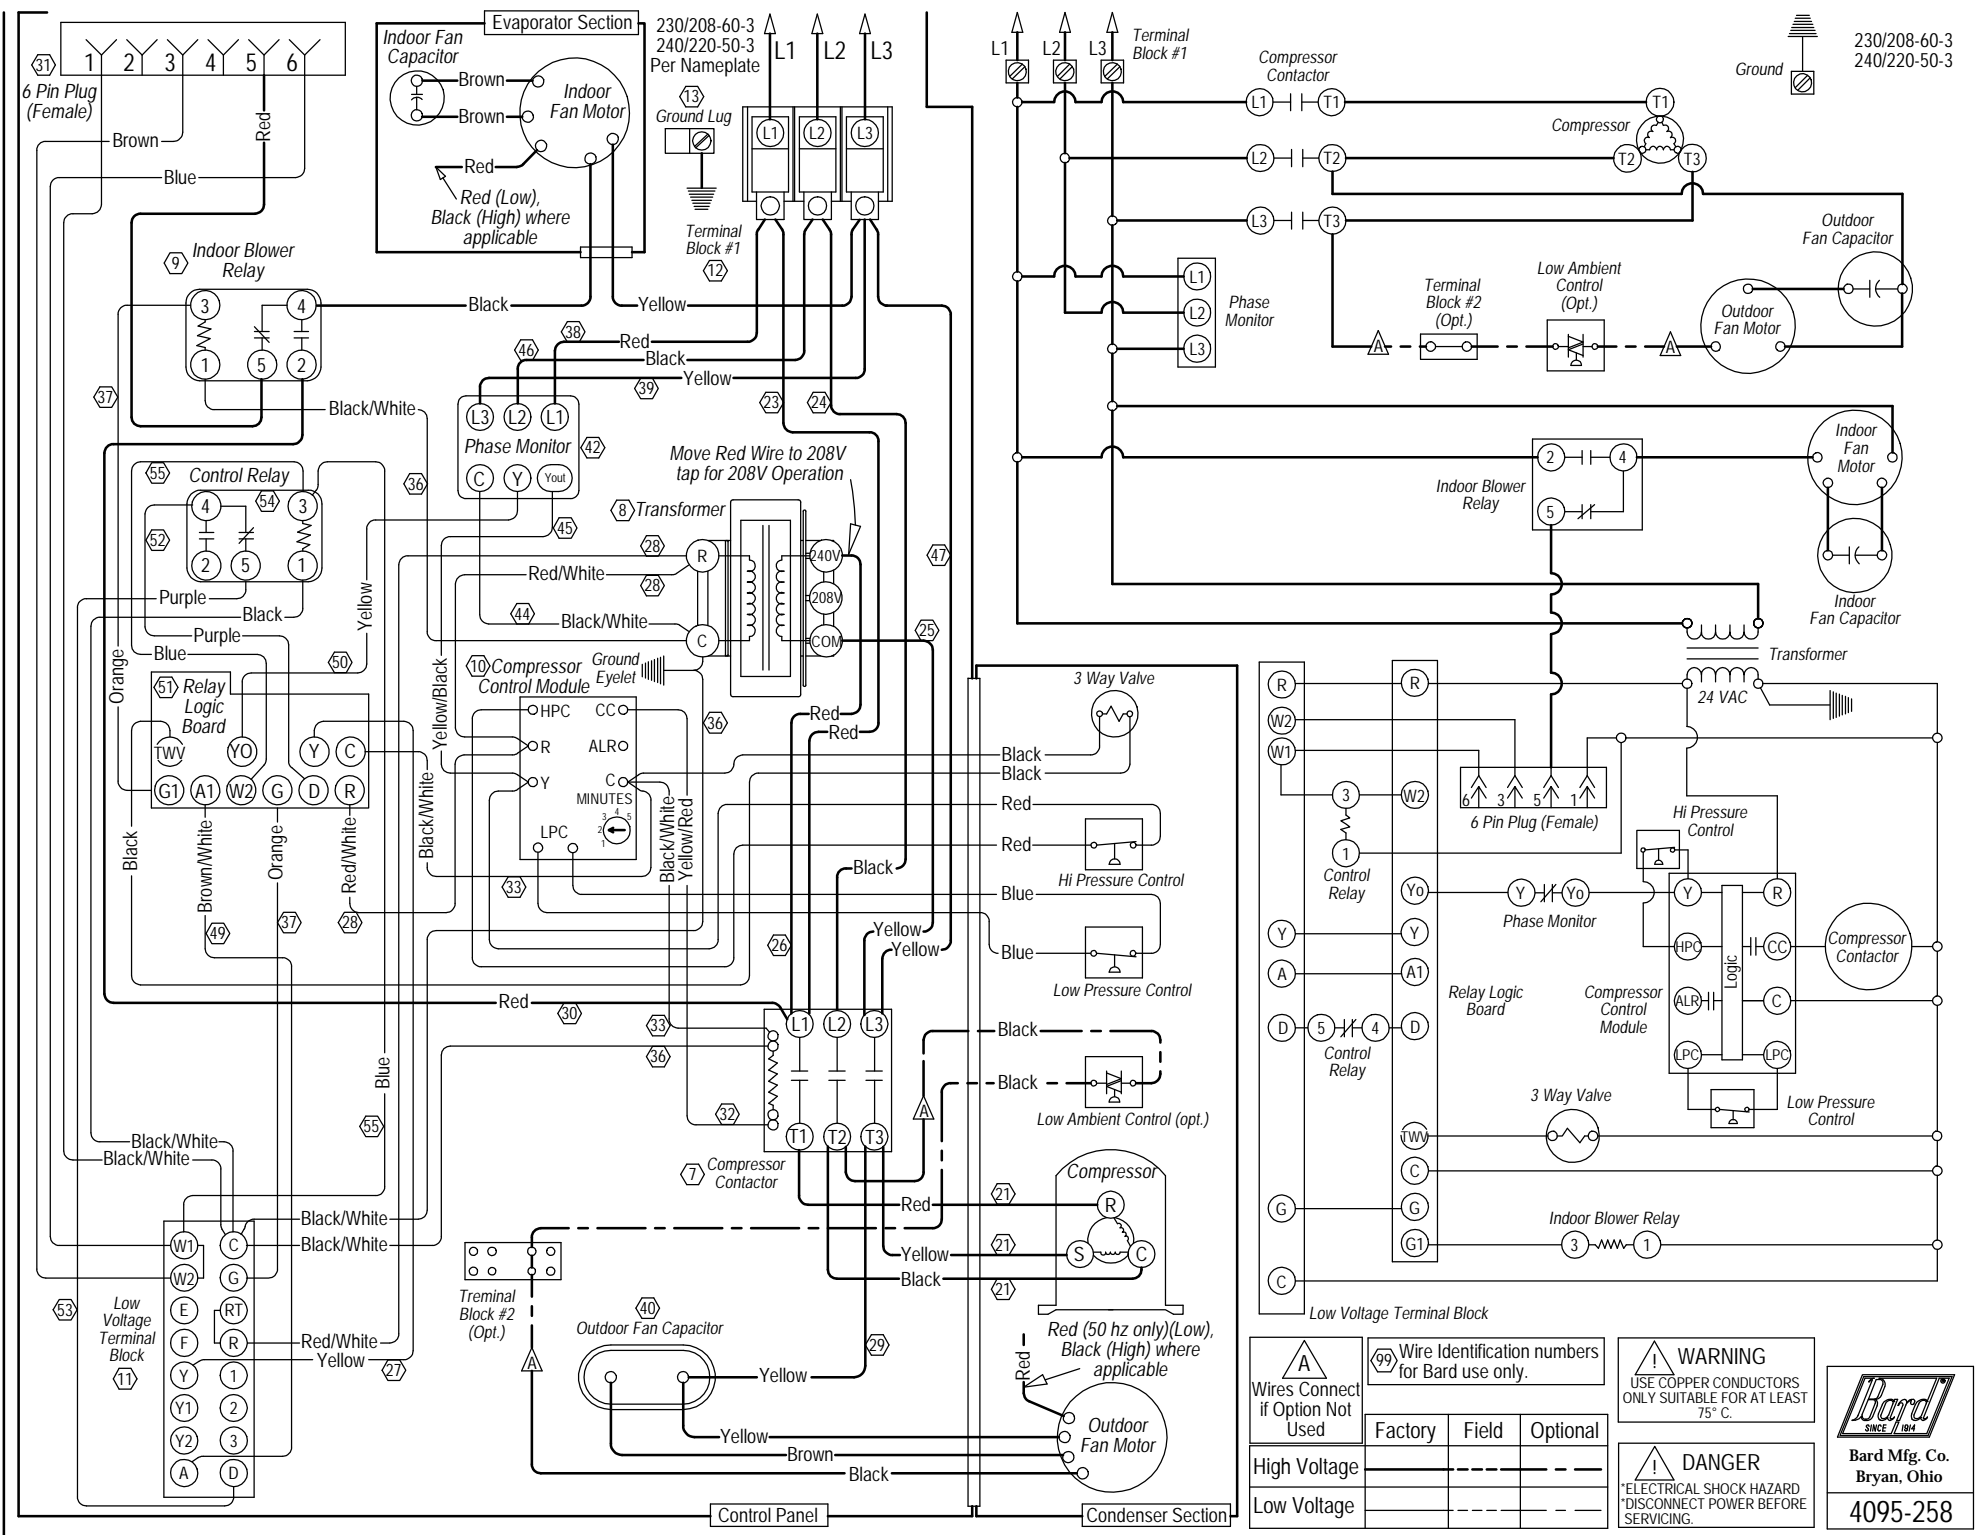 Evaporator Section
Indoor Fan
Capacitor
Brown
Brown
Indoor
Fan Motor
Red
Red (Low),
Black (High) where
applicable
230/208-60-3
240/220-50-3
Per Nameplate
L1
L2
L3
13
Ground Lug
L1
L2
L3
Terminal
Block #1
12
31
1
2
3
4
5
6
6 Pin Plug
(Female)
Brown
Red
Blue
9
Indoor Blower
Relay
3
4
1
5
2
Black
Yellow
38
Red
46
Black
39
Yellow
37
Black/White
23
24
L3
L2
L1
Phase Monitor
42
C
Y
Yout
Move Red Wire to 208V
tap for 208V Operation
55
Control Relay
54
36
4
3
52
2
5
1
Purple
Black
Purple
Blue
Yellow
50
45
8
Transformer
28
Red/White
28
44
Black/White
R
C
240V
208V
COM
47
25
Orange
51
Relay
Logic
Board
TWV
YO
Y
C
G1
A1
W2
G
D
R
Yellow/Black
10
Compressor
Control Module
Ground
Eyelet
HPC
CC
R
ALR
Y
C
MINUTES
1
2
3
4
5
LPC
36
Red
Red
Black
Brown/White
Orange
Red/White
Black/White
33
Black/White
Yellow/Red
49
37
28
Black
Yellow
Yellow
26
3 Way Valve
Black
Black
Red
Red
Hi Pressure Control
Blue
Blue
Low Pressure Control
Red
30
33
36
32
L1
L2
L3
T1
T2
T3
7
Compressor
Contactor
Black
Black
Low Ambient Control (opt.)
A
A
Blue
55
Black/White
Black/White
Black/White
Black/White
53
W1
C
W2
G
E
RT
F
R
Y
1
Y1
2
Y2
3
A
D
Low
Voltage
Terminal
Block
11
Red/White
Yellow
27
Treminal
Block #2
(Opt.)
40
Outdoor Fan Capacitor
Red
21
Yellow
21
Black
21
29
Compressor
R
S
C
Red (50 hz only)(Low),
Black (High) where
applicable
Red
Yellow
Yellow
Brown
Black
Outdoor
Fan Motor
Control Panel
Condenser Section
L1
L2
L3
Terminal
Block #1
Compressor
Contactor
L1
T1
L2
T2
L3
T3
Compressor
T1
T2
T3
Ground
230/208-60-3
240/220-50-3
L1
L2
L3
Phase
Monitor
A
Terminal
Block #2
(Opt.)
Low Ambient
Control
(Opt.)
A
Outdoor
Fan Motor
Outdoor
Fan Capacitor
2
4
5
Indoor Blower
Relay
Indoor
Fan
Motor
Indoor
Fan Capacitor
Transformer
24 VAC
R
W2
W1
Y
A
D
G
C
R
W2
Yo
Y
A1
D
TWV
C
G
G1
3
1
Control
Relay
6
3
5
1
6 Pin Plug (Female)
Y
Yo
Phase Monitor
Hi Pressure
Control
Y
R
HPC
CC
ALR
C
LPC
LPC
Logic
Compressor
Contactor
Compressor
Control
Module
Relay Logic
Board
5
4
Control
Relay
3 Way Valve
Low Pressure
Control
Indoor Blower Relay
3
1
Low Voltage Terminal Block
A
Wires Connect
if Option Not
Used
99
Wire Identification numbers
for Bard use only.
Factory
Field
Optional
High Voltage
Low Voltage
! WARNING
USE COPPER CONDUCTORS
ONLY SUITABLE FOR AT LEAST
75° C.
! DANGER
*ELECTRICAL SHOCK HAZARD
*DISCONNECT POWER BEFORE
SERVICING.
Bard
SINCE 1914
Bard Mfg. Co.
Bryan, Ohio
4095-258